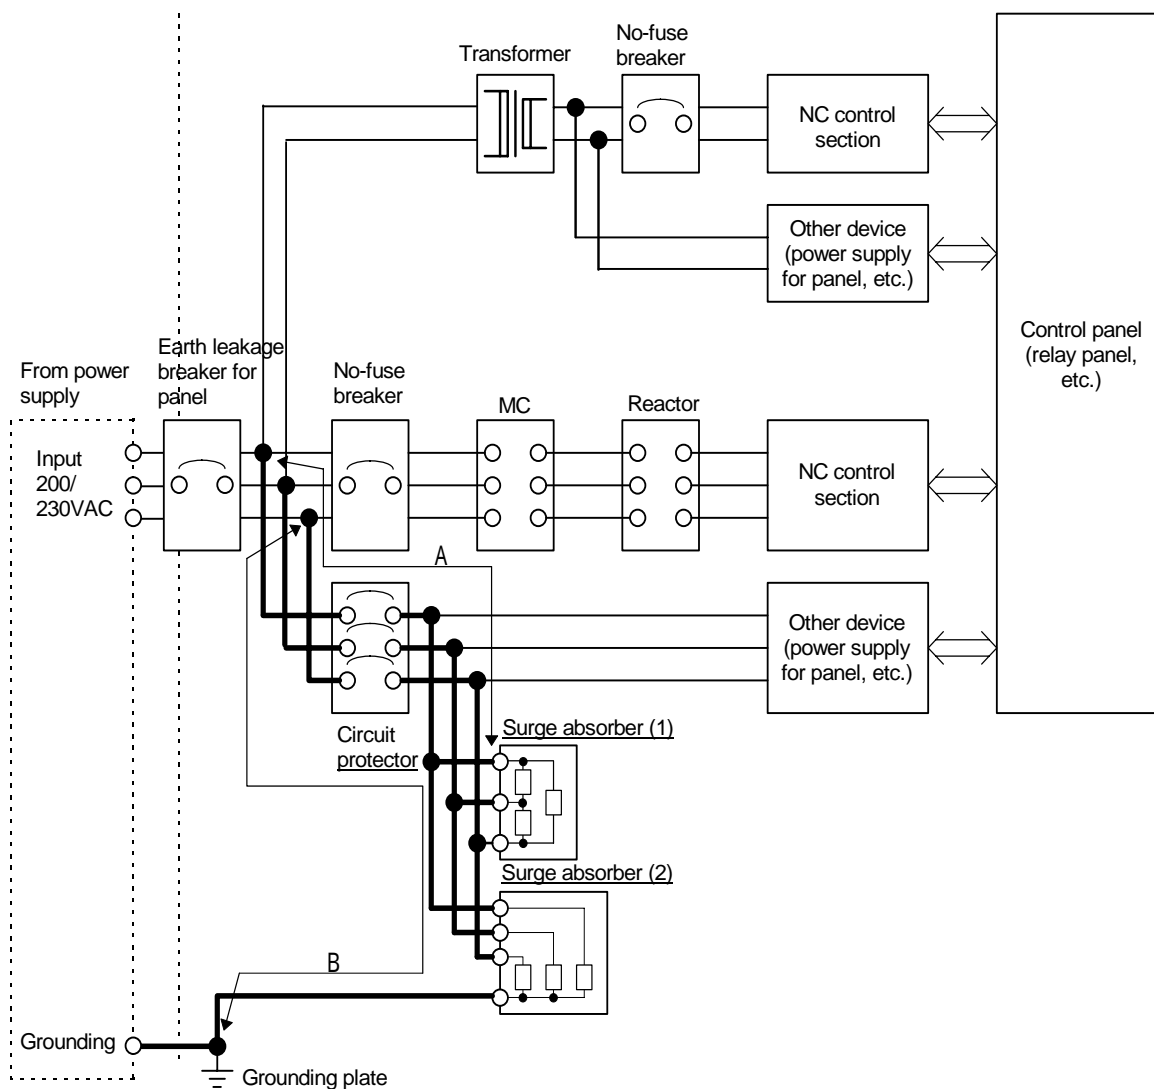 No-fuse
breaker
Transformer
NC control
section
Other device
(power supply
for panel, etc.)
Control panel
(relay panel,
etc.)
From power
supply
Earth leakage
breaker for
panel
No-fuse
breaker
MC
Reactor
Input
200/
230VAC
NC control
section
A
Other device
(power supply
for panel, etc.)
Circuit
protector
Surge absorber (1)
Surge absorber (2)
B
Grounding
Grounding plate